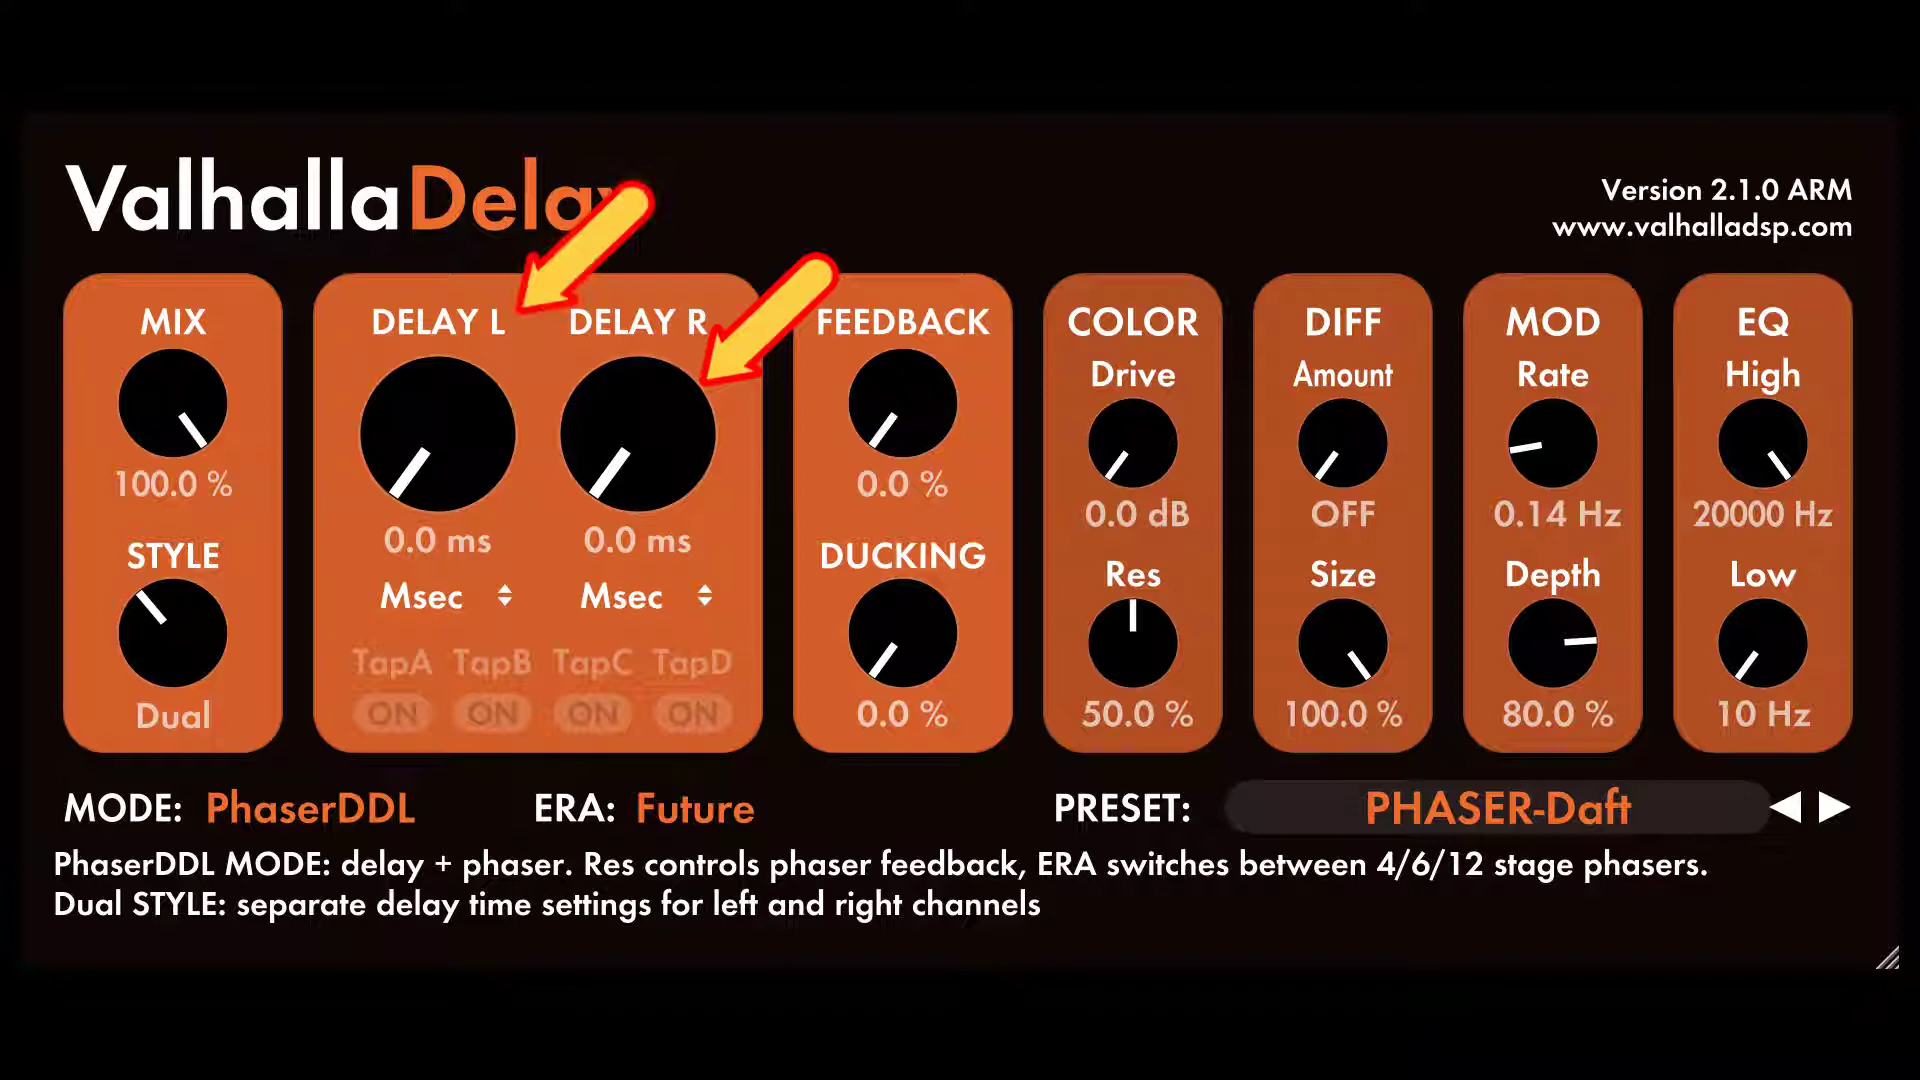 ValhallaDelay
Version 2.1.0 ARM
www.valhalladsp.com
MIX
100.0 %
STYLE
Dual
DELAY L DELAY R
0.0 ms 0.0 ms
Msec Msec
TapA TapB TapC TapD
ON ON ON ON
FEEDBACK
0.0 %
DUCKING
0.0 %
COLOR
Drive
0.0 dB
Res
50.0 %
DIFF
Amount
OFF
Size
100.0 %
MOD
Rate
0.14 Hz
Depth
80.0 %
EQ
High
20000 Hz
Low
10 Hz
MODE: PhaserDDL ERA: Future PRESET: PHASER-Daft
PhaserDDL MODE: delay + phaser. Res controls phaser feedback, ERA switches between 4/6/12 stage phasers.
Dual STYLE: separate delay time settings for left and right channels